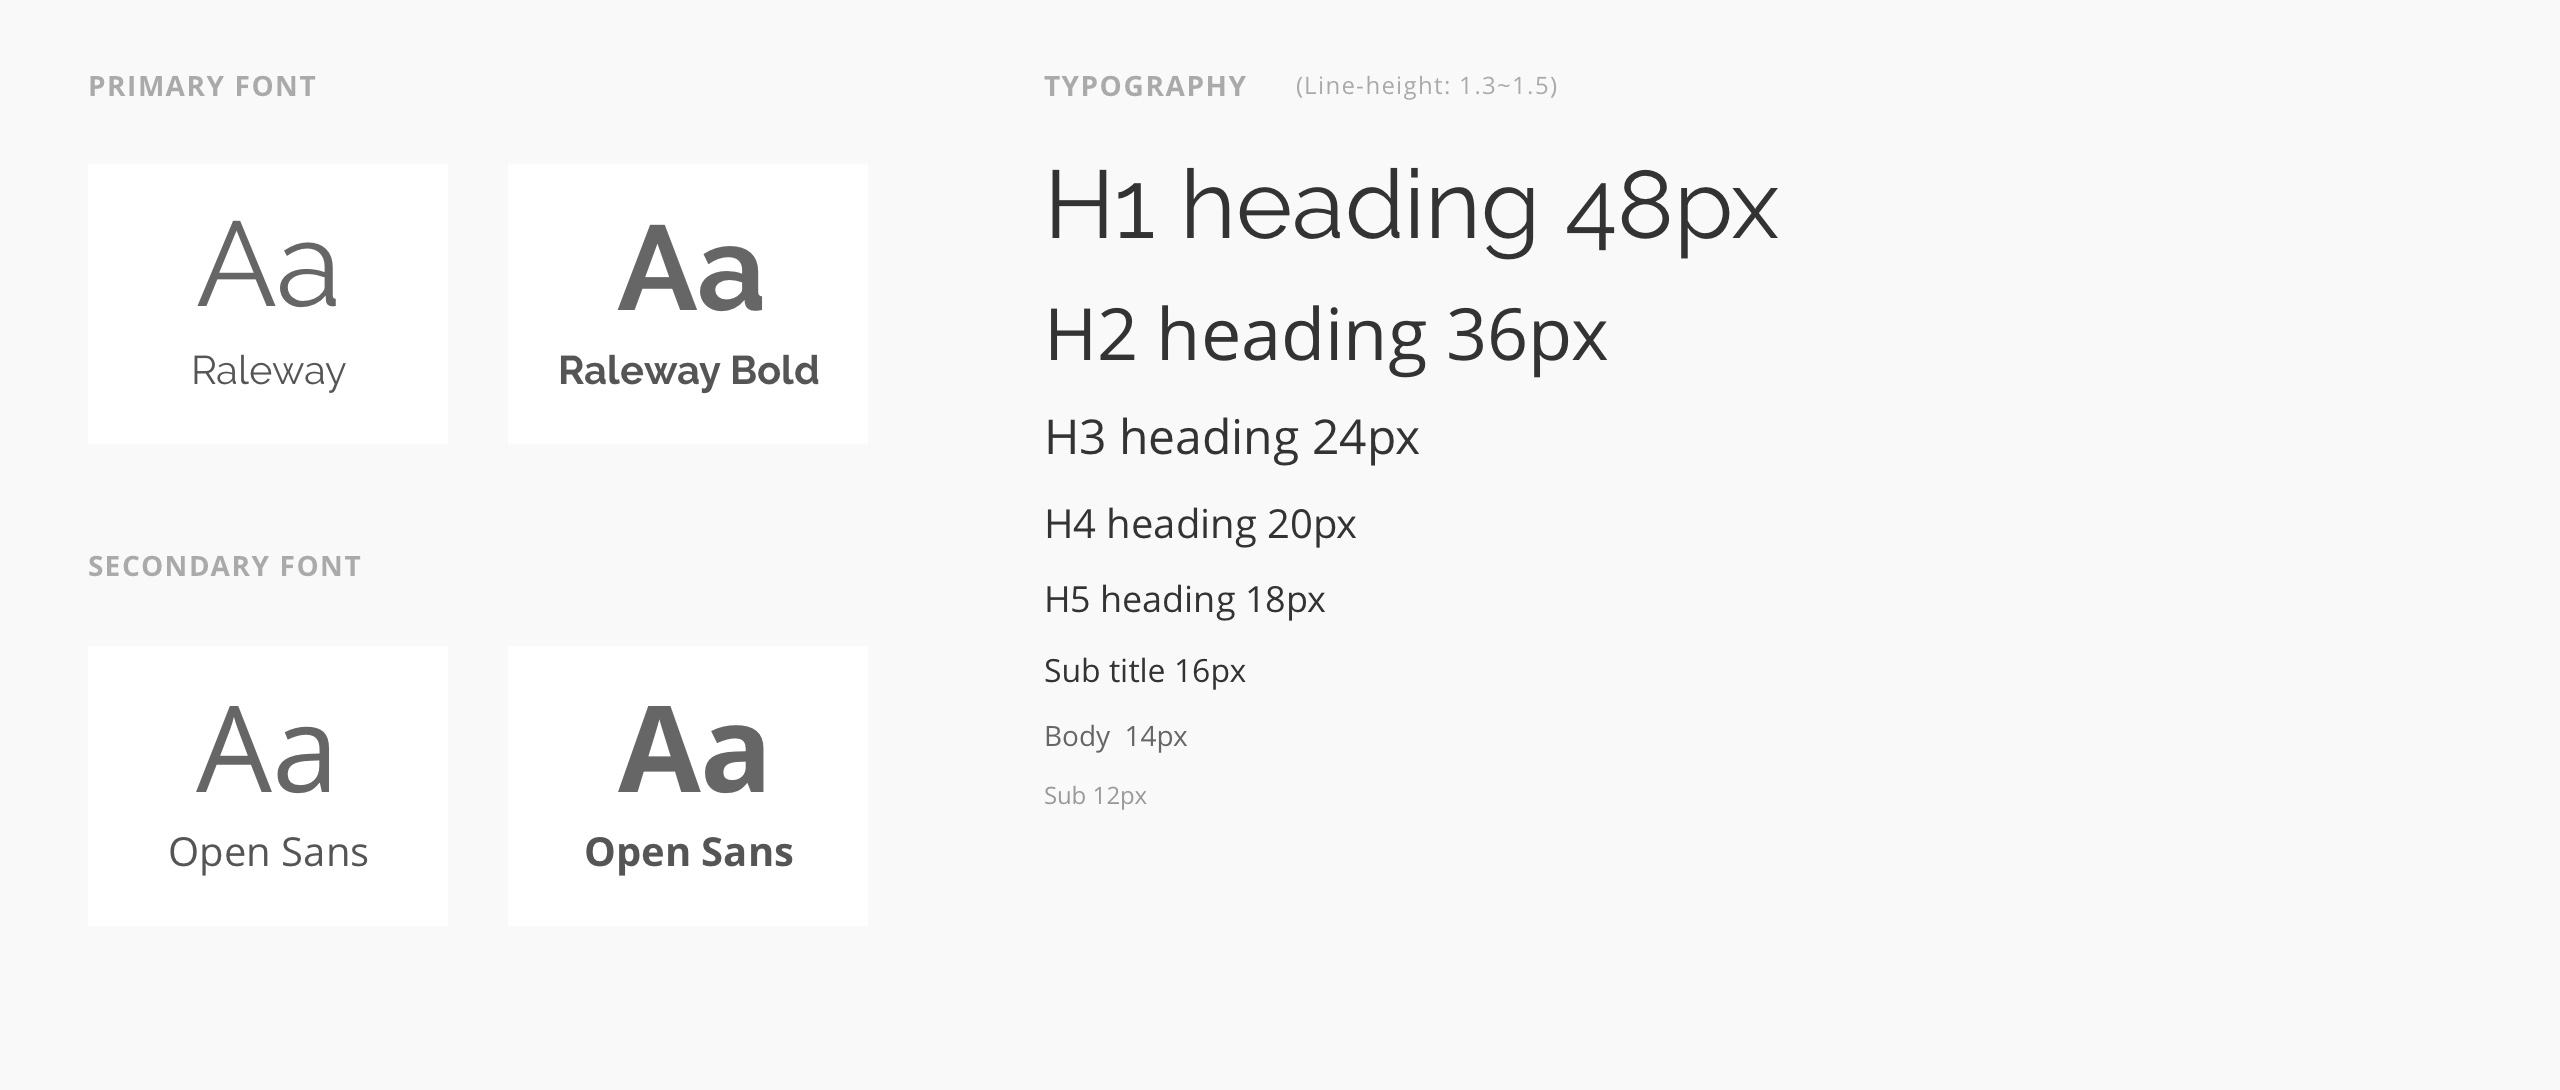 PRIMARY FONT
Aa
Raleway
Aa
Raleway Bold
SECONDARY FONT
Aa
Open Sans
Aa
Open Sans
TYPOGRAPHY (Line-height: 1.3~1.5)
H1 heading 48px
H2 heading 36px
H3 heading 24px
H4 heading 20px
H5 heading 18px
Sub title 16px
Body 14px
Sub 12px